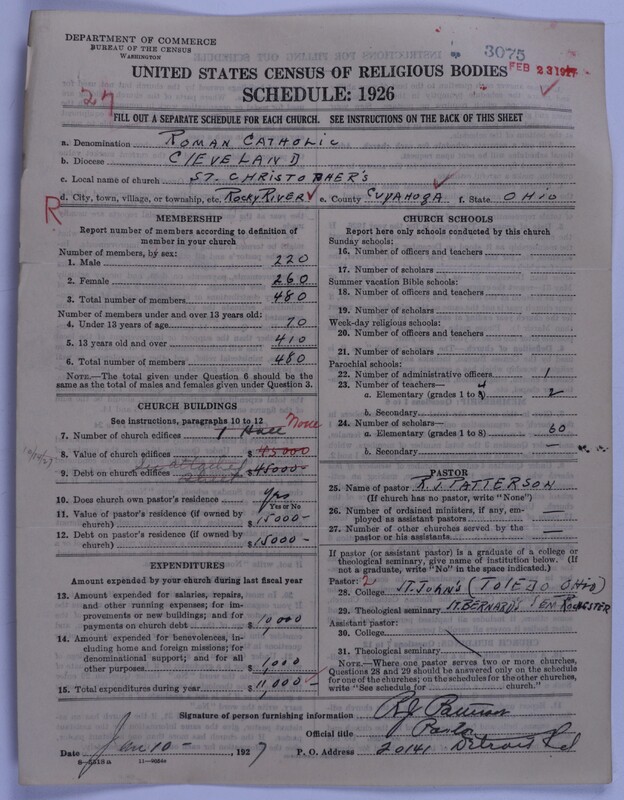 DEPARTMENT OF COMMERCE
BUREAU OF THE CENSUS
WASHINGTON
3075
FEB 23 1927
UNITED STATES CENSUS OF RELIGIOUS BODIES
27
SCHEDULE: 1926
FILL OUT A SEPARATE SCHEDULE FOR EACH CHURCH. SEE INSTRUCTIONS ON THE BACK OF THIS SHEET
a. Denomination ROMAN CATHOLIC
b. Diocese CLEVELAND
c. Local name of church ST. CHRISTOPHER'S
R d. City, town, village, or township, etc. ROCKY RIVER e. County CUYAHOGA f. State OHIO
MEMBERSHIP
Report number of members according to definition of
member in your church
Number of members, by sex:
1. Male 220
2. Female 260
3. Total number of members 480
Number of members under and over 13 years old:
4. Under 13 years of age 70
5. 13 years old and over 410
6. Total number of members 480
NOTE.—The total given under Question 6 should be the
same as the total of males and females given under Question 3.
CHURCH BUILDINGS
See instructions, paragraphs 10 to 12
7. Number of church edifices 1 Hall None
8. Value of church edifices $45000
9. Debt on church edifices $45000-
10. Does church own pastor's residence Yes
Yes or No
11. Value of pastor's residence (if owned by
church) $15000-
12. Debt on pastor's residence (if owned by
church) $15000-
EXPENDITURES
Amount expended by your church during last fiscal year
13. Amount expended for salaries, repairs,
and other running expenses; for im-
provements or new buildings; and for
payments on church debt $10,000
14. Amount expended for benevolences, in-
cluding home and foreign missions; for
denominational support; and for all
other purposes $1,000
15. Total expenditures during year $11,000-
CHURCH SCHOOLS
Report here only schools conducted by this church
Sunday schools:
16. Number of officers and teachers
17. Number of scholars
Summer vacation Bible schools:
18. Number of officers and teachers
19. Number of scholars
Week-day religious schools:
20. Number of officers and teachers
21. Number of scholars
Parochial schools:
22. Number of administrative officers 1
23. Number of teachers—
a. Elementary (grades 1 to 4) 2
b. Secondary
24. Number of scholars—
a. Elementary (grades 1 to 8) 60
b. Secondary —
PASTOR
25. Name of pastor R. J. PATTERSON
(If church has no pastor, write "None")
26. Number of ordained ministers, if any, em-
ployed as assistant pastors —
27. Number of other churches served by the
pastor or his assistants —
If pastor (or assistant pastor) is a graduate of a college or
theological seminary, give name of institution below. (If
not a graduate, write "No" in the space indicated.)
Pastor: 2
28. College ST. JOHN'S (TOLEDO OHIO)
29. Theological seminary ST. BERNARD'S SEM ROCHESTER
Assistant pastor:
30. College
31. Theological seminary
NOTE.—Where one pastor serves two or more churches,
Questions 28 and 29 should be answered only on the schedule
for one of the churches; on the schedules for the other churches,
write "See schedule for church."
Signature of person furnishing information R J Patterson
Official title Pastor
Date Jan 10- 1927 P. O. Address 20141 Detroit Rd
8—5518a 11—9684e